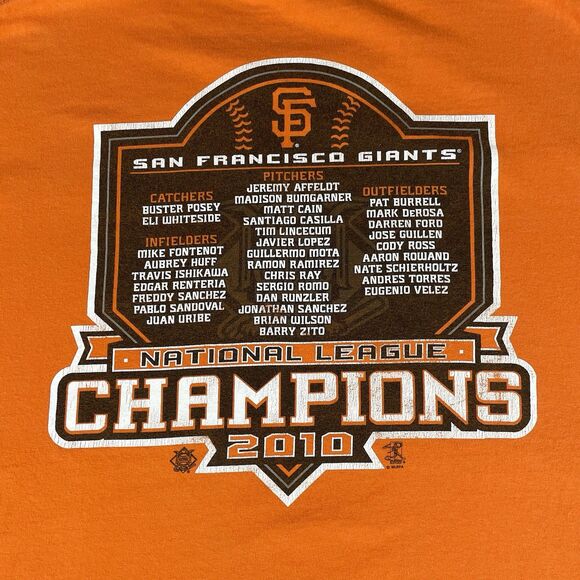 SF
SAN FRANCISCO GIANTS®
CATCHERS
BUSTER POSEY
ELI WHITESIDE
INFIELDERS
MIKE FONTENOT
AUBREY HUFF
TRAVIS ISHIKAWA
EDGAR RENTERIA
FREDDY SANCHEZ
PABLO SANDOVAL
JUAN URIBE
PITCHERS
JEREMY AFFELDT
MADISON BUMGARNER
MATT CAIN
SANTIAGO CASILLA
TIM LINCECUM
JAVIER LOPEZ
GUILLERMO MOTA
RAMON RAMIREZ
CHRIS RAY
SERGIO ROMO
DAN RUNZLER
JONATHAN SANCHEZ
BRIAN WILSON
BARRY ZITO
OUTFIELDERS
PAT BURRELL
MARK DeROSA
DARREN FORD
JOSE GUILLEN
CODY ROSS
AARON ROWAND
NATE SCHIERHOLTZ
ANDRES TORRES
EUGENIO VELEZ
· NATIONAL LEAGUE ·
CHAMPIONS
2010